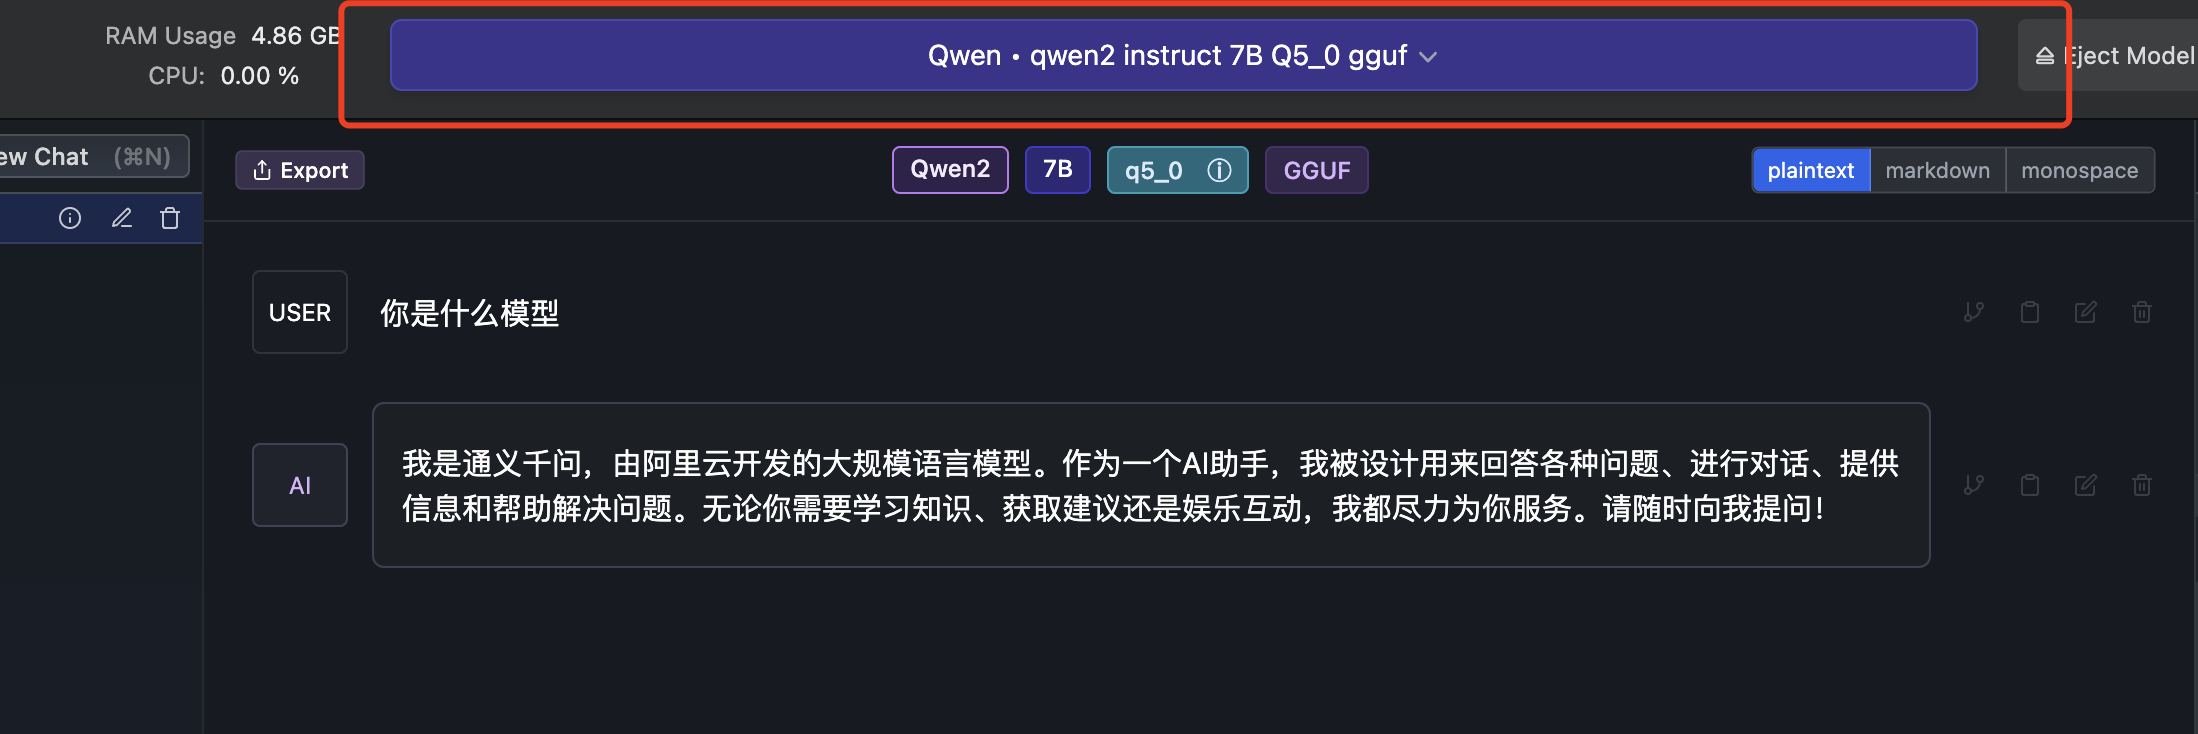 RAM Usage 4.86 GB
CPU: 0.00 %
Qwen • qwen2 instruct 7B Q5_0 gguf
Eject Model
ew Chat (⌘N)
Export
Qwen2 7B q5_0 GGUF
plaintext markdown monospace
USER
你是什么模型
AI
我是通义千问，由阿里云开发的大规模语言模型。作为一个AI助手，我被设计用来回答各种问题、进行对话、提供
信息和帮助解决问题。无论你需要学习知识、获取建议还是娱乐互动，我都尽力为你服务。请随时向我提问！